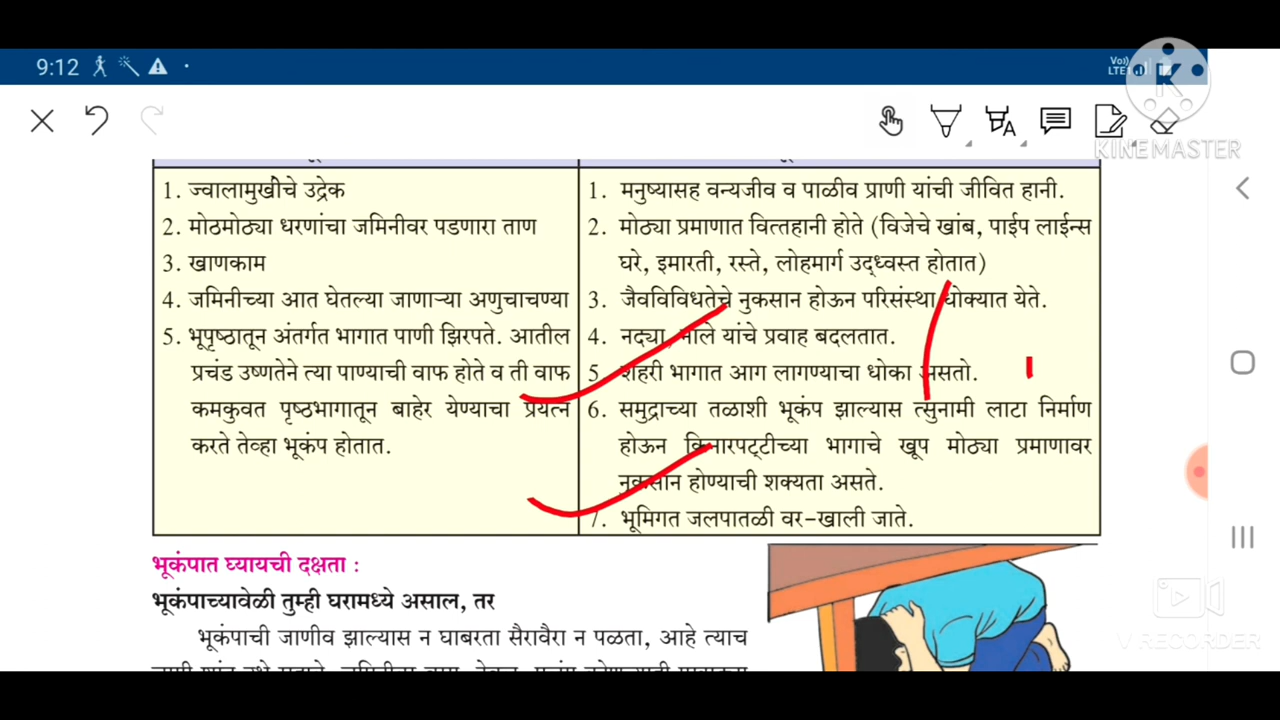 9:12
Vo)) LTE1
KINEMASTER
1. ज्वालामुखीचे उद्रेक
2. मोठमोठ्या धरणांचा जमिनीवर पडणारा ताण
3. खाणकाम
4. जमिनीच्या आत घेतल्या जाणाऱ्या अणुचाचण्या
5. भूपृष्ठातून अंतर्गत भागात पाणी झिरपते. आतील
प्रचंड उष्णतेने त्या पाण्याची वाफ होते व ती वाफ
कमकुवत पृष्ठभागातून बाहेर येण्याचा प्रयत्न
करते तेव्हा भूकंप होतात.
1. मनुष्यासह वन्यजीव व पाळीव प्राणी यांची जीवित हानी.
2. मोठ्या प्रमाणात वित्तहानी होते (विजेचे खांब, पाईप लाईन्स
घरे, इमारती, रस्ते, लोहमार्ग उद्ध्वस्त होतात)
3. जैवविविधतेचे नुकसान होऊन परिसंस्था धोक्यात येते.
4. नद्या, नाले यांचे प्रवाह बदलतात.
5. शहरी भागात आग लागण्याचा धोका असतो.
6. समुद्राच्या तळाशी भूकंप झाल्यास त्सुनामी लाटा निर्माण
होऊन किनारपट्टीच्या भागाचे खूप मोठ्या प्रमाणावर
नुकसान होण्याची शक्यता असते.
7. भूमिगत जलपातळी वर-खाली जाते.
भूकंपात घ्यायची दक्षता :
भूकंपाच्यावेळी तुम्ही घरामध्ये असाल, तर
भूकंपाची जाणीव झाल्यास न घाबरता सैरावैरा न पळता, आहे त्याच
V RECORDER